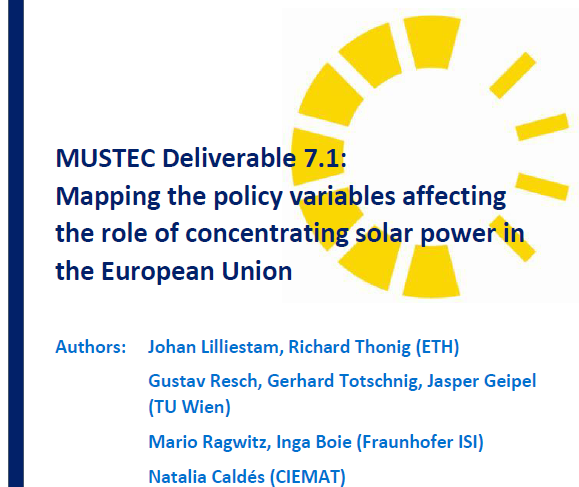 MUSTEC Deliverable 7.1:
Mapping the policy variables affecting
the role of concentrating solar power in
the European Union
Authors: Johan Lilliestam, Richard Thonig (ETH)
Gustav Resch, Gerhard Totschnig, Jasper Geipel
(TU Wien)
Mario Ragwitz, Inga Boie (Fraunhofer ISI)
Natalia Caldés (CIEMAT)